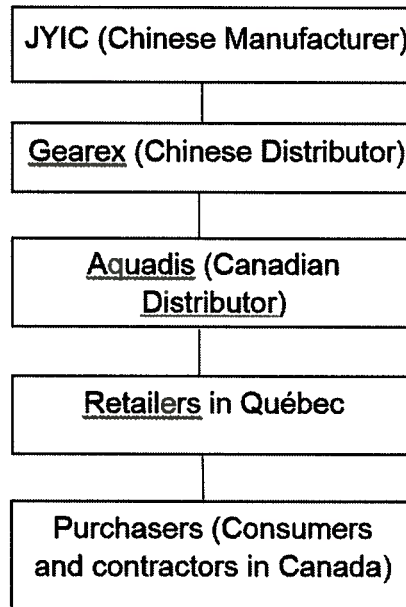 JYIC (Chinese Manufacturer)
Gearex (Chinese Distributor)
Aquadis (Canadian
Distributor)
Retailers in Québec
Purchasers (Consumers
and contractors in Canada)